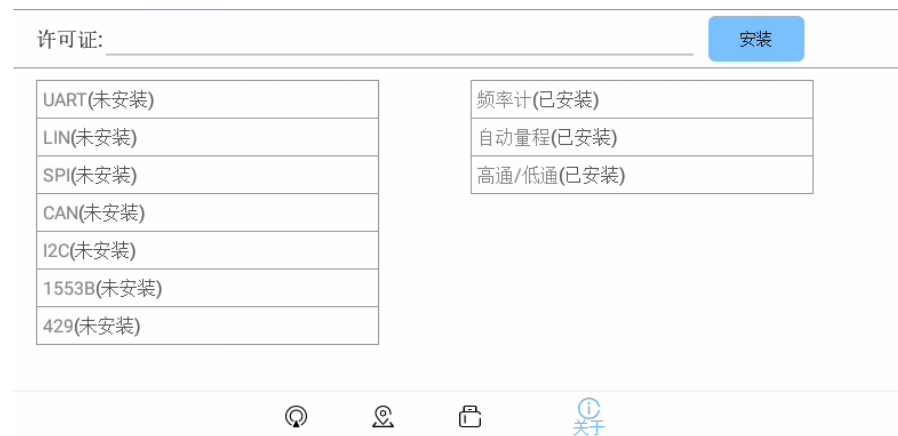 许可证:
安装
UART(未安装)
LIN(未安装)
SPI(未安装)
CAN(未安装)
I2C(未安装)
1553B(未安装)
429(未安装)
频率计(已安装)
自动量程(已安装)
高通/低通(已安装)
关于